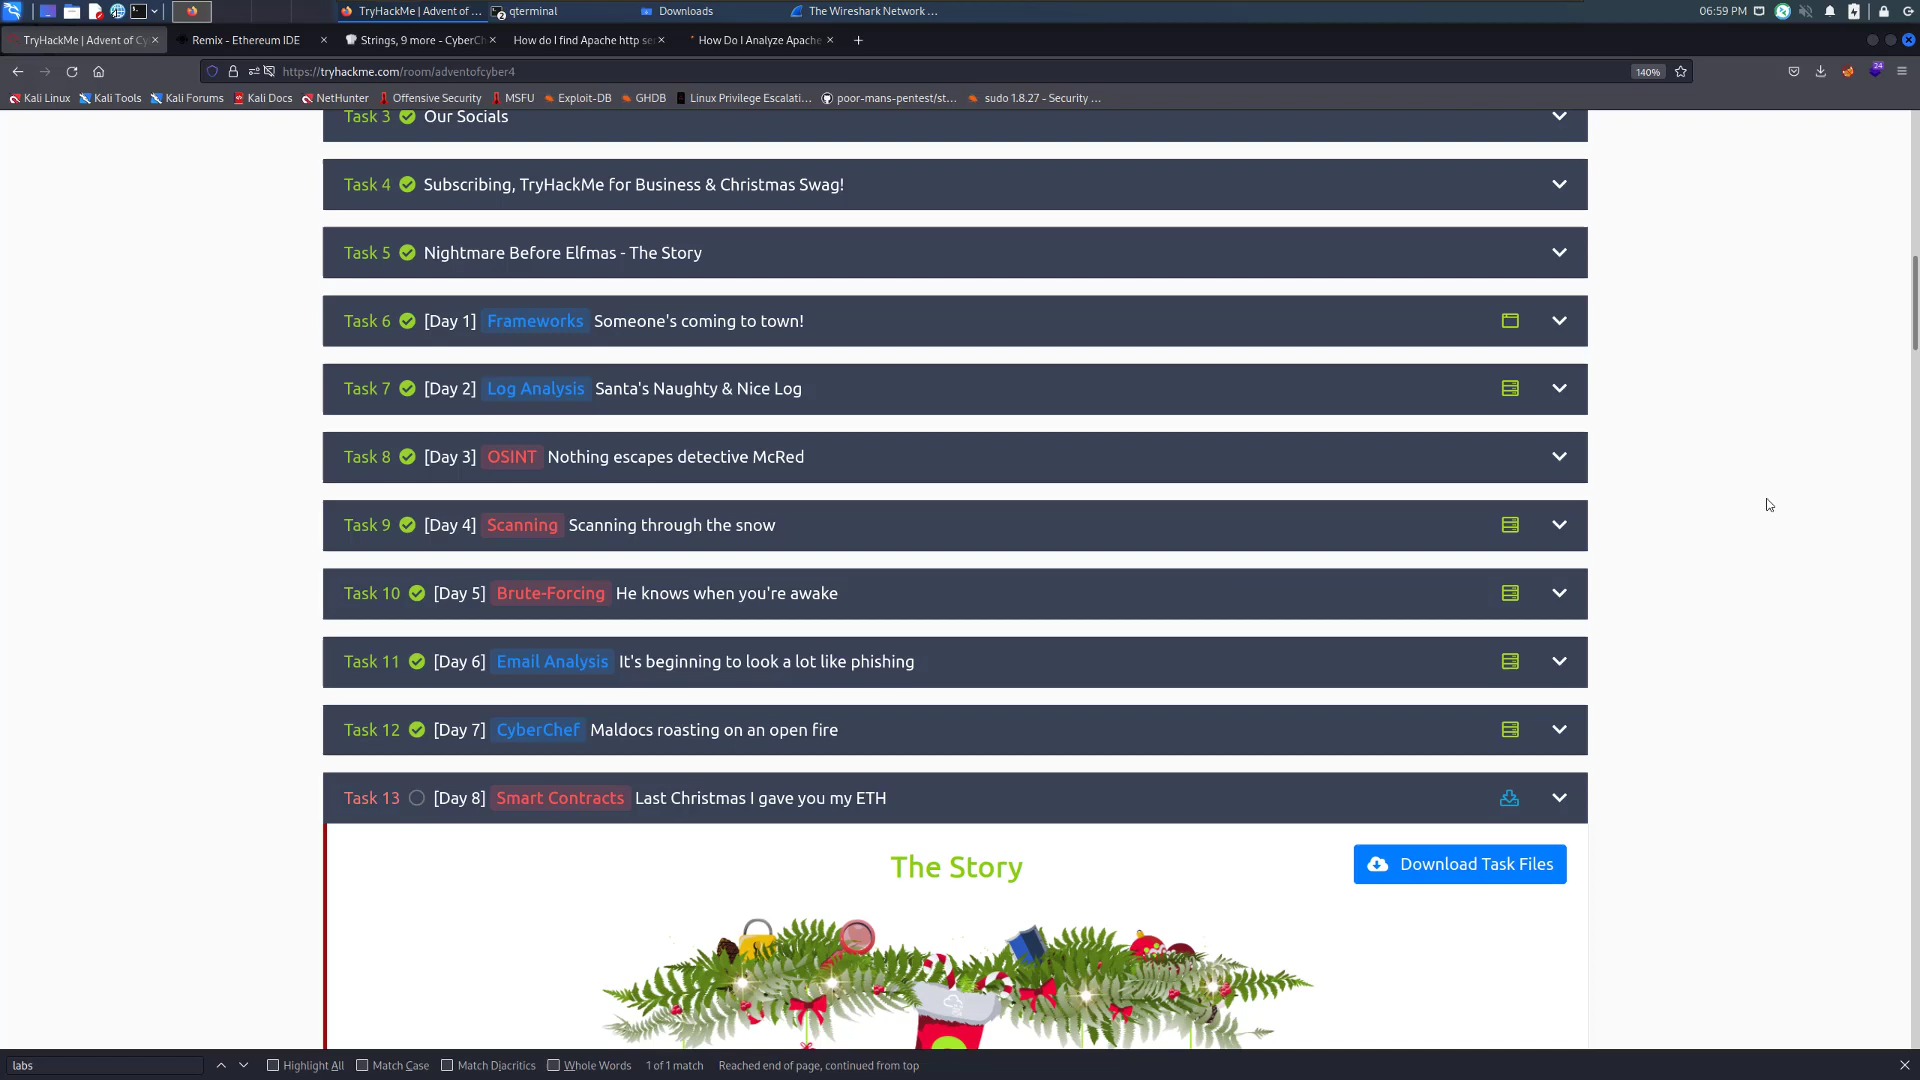 TryHackMe | Advent of ...
qterminal
Downloads
The Wireshark Network ...
06:59 PM
TryHackMe | Advent of Cy
Remix - Ethereum IDE
Strings, 9 more - CyberCh
How do I find Apache http se
How Do I Analyze Apache
https://tryhackme.com/room/adventofcyber4
140%
24
Kali Linux
Kali Tools
Kali Forums
Kali Docs
NetHunter
Offensive Security
MSFU
Exploit-DB
GHDB
Linux Privilege Escalati...
poor-mans-pentest/st...
sudo 1.8.27 - Security ...
Task 3 Our Socials
Task 4 Subscribing, TryHackMe for Business & Christmas Swag!
Task 5 Nightmare Before Elfmas - The Story
Task 6 [Day 1] Frameworks Someone's coming to town!
Task 7 [Day 2] Log Analysis Santa's Naughty & Nice Log
Task 8 [Day 3] OSINT Nothing escapes detective McRed
Task 9 [Day 4] Scanning Scanning through the snow
Task 10 [Day 5] Brute-Forcing He knows when you're awake
Task 11 [Day 6] Email Analysis It's beginning to look a lot like phishing
Task 12 [Day 7] CyberChef Maldocs roasting on an open fire
Task 13 [Day 8] Smart Contracts Last Christmas I gave you my ETH
The Story
Download Task Files
labs
Highlight All
Match Case
Match Diacritics
Whole Words
1 of 1 match
Reached end of page, continued from top